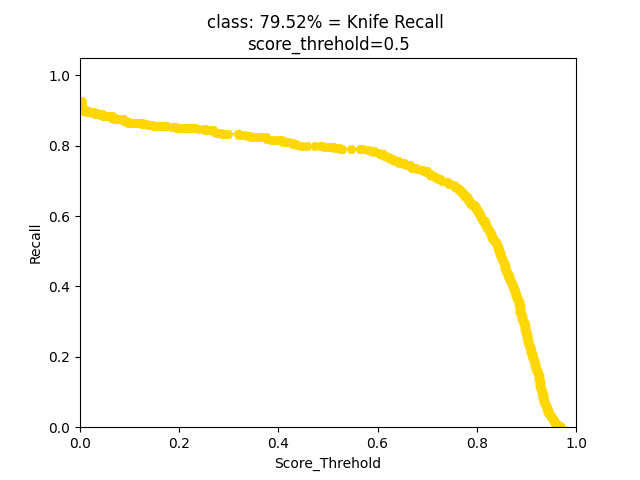 class: 79.52% = Knife Recall
score_threhold=0.5
1.0
0.8
0.6
0.4
0.2
0.0
Recall
0.0 0.2 0.4 0.6 0.8 1.0
Score_Threhold